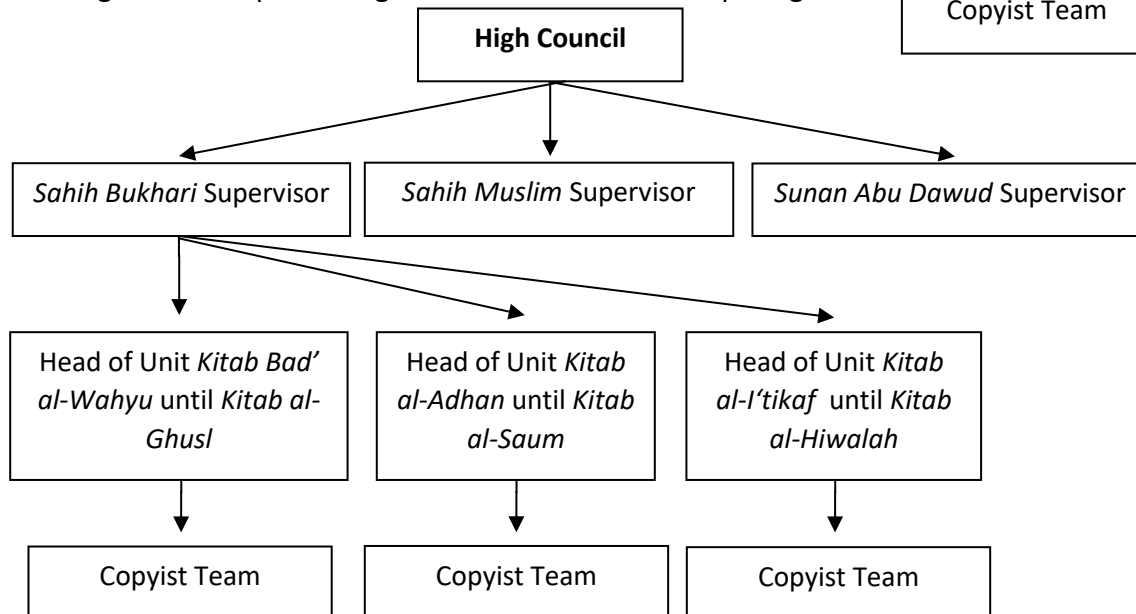 Copyist Team
High Council
Sahih Bukhari Supervisor
Sahih Muslim Supervisor
Sunan Abu Dawud Supervisor
Head of Unit Kitab Bad’
al-Wahyu until Kitab al-
Ghusl
Head of Unit Kitab
al-Adhan until Kitab
al-Saum
Head of Unit Kitab
al-I‘tikaf until Kitab
al-Hiwalah
Copyist Team
Copyist Team
Copyist Team